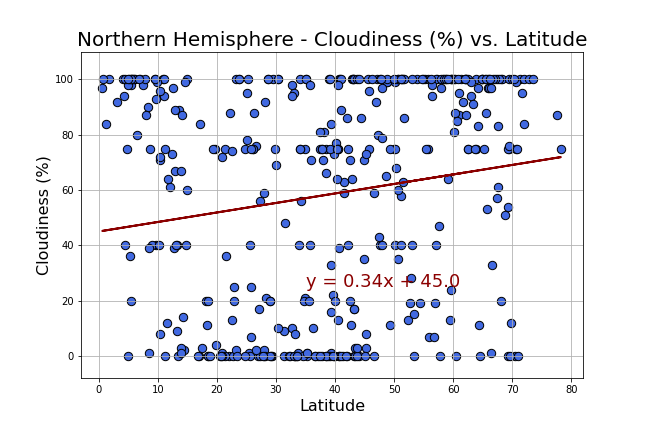 Northern Hemisphere - Cloudiness (%) vs. Latitude
Cloudiness (%)
100
80
60
40
20
0
y = 0.34x + 45.0
0 10 20 30 40 50 60 70 80
Latitude